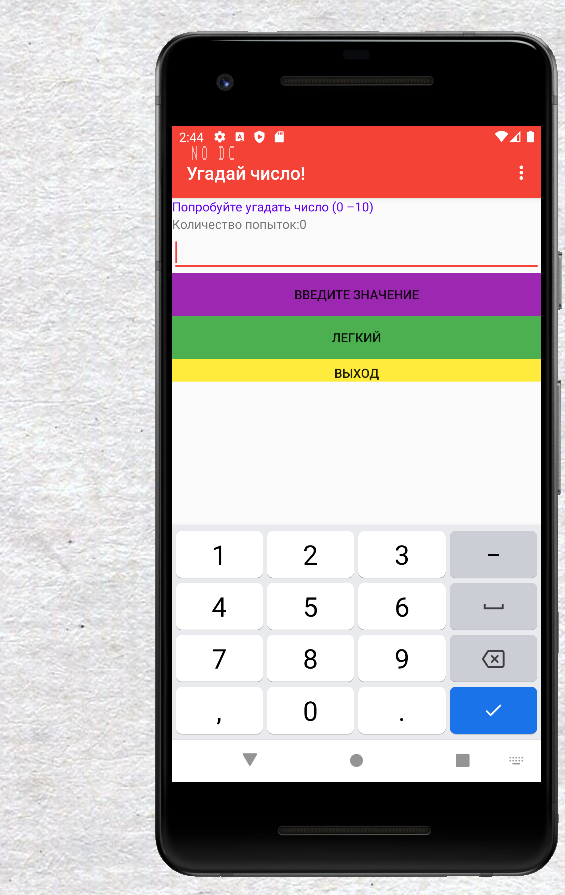 2:44
NO DC
Угадай число!
Попробуйте угадать число (0 –10)
Количество попыток:0
ВВЕДИТЕ ЗНАЧЕНИЕ
ЛЕГКИЙ
ВЫХОД
1 2 3 –
4 5 6
7 8 9
, 0 .